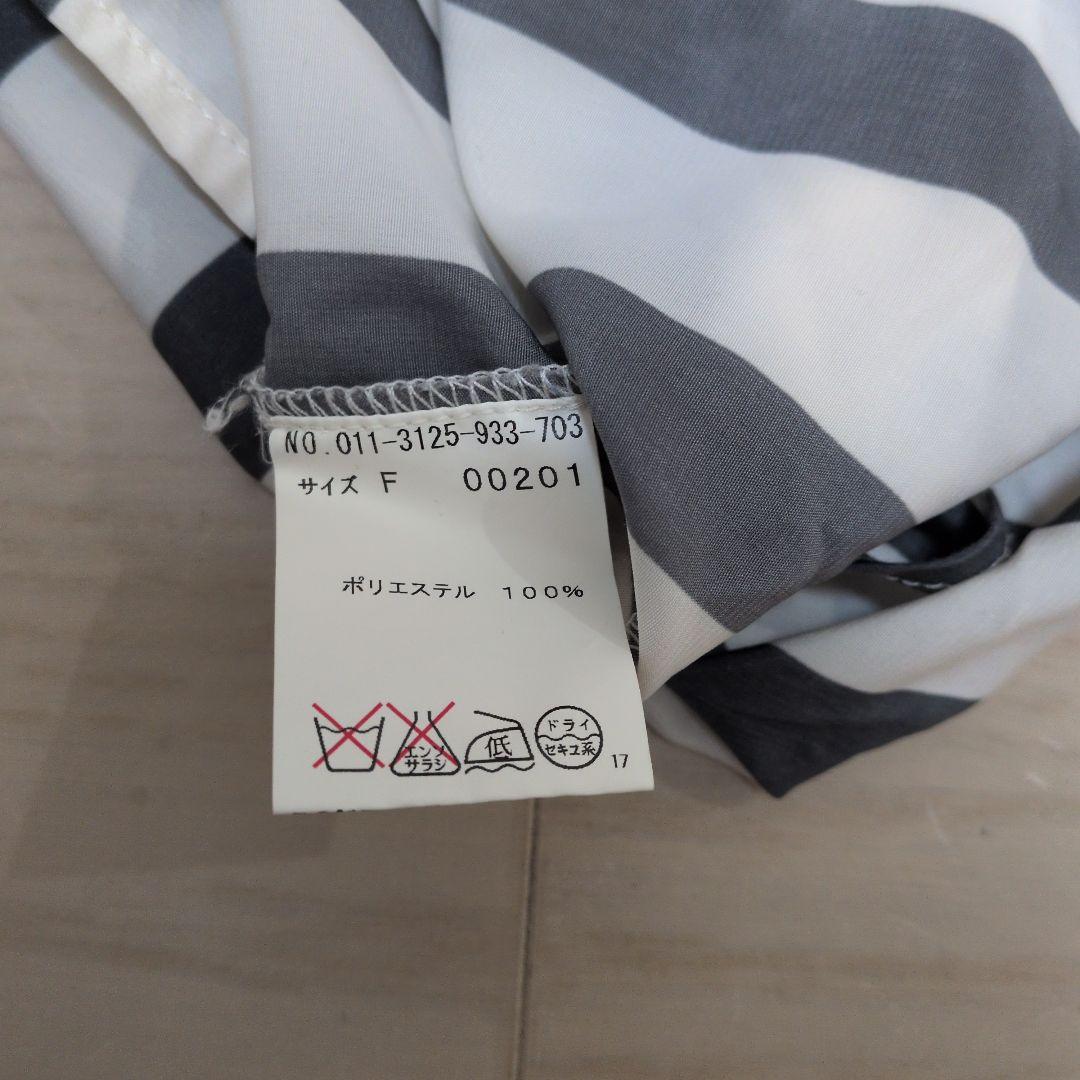 NO.011-3125-933-703
サイズ F 00201
ポリエステル 100%
エンソ
サラシ
低
ドライ
セキユ系
17